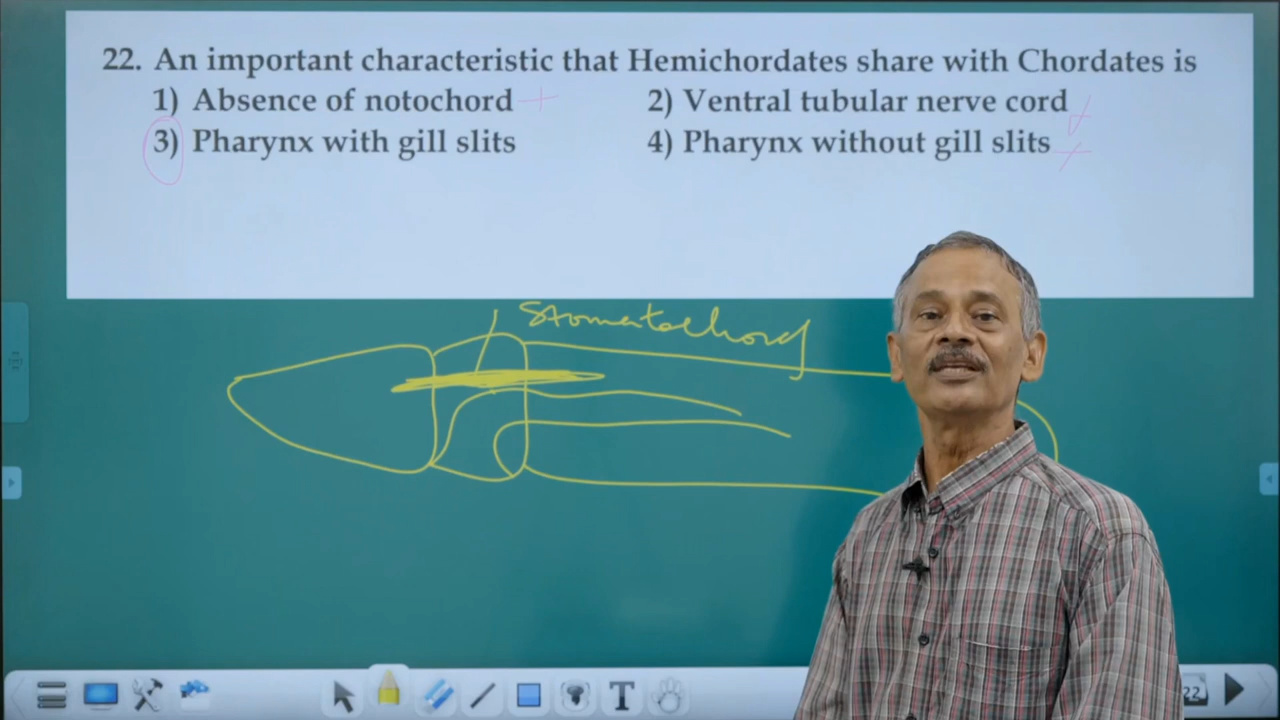 22. An important characteristic that Hemichordates share with Chordates is
1) Absence of notochord 2) Ventral tubular nerve cord
3) Pharynx with gill slits 4) Pharynx without gill slits
Stomatochord
T
22